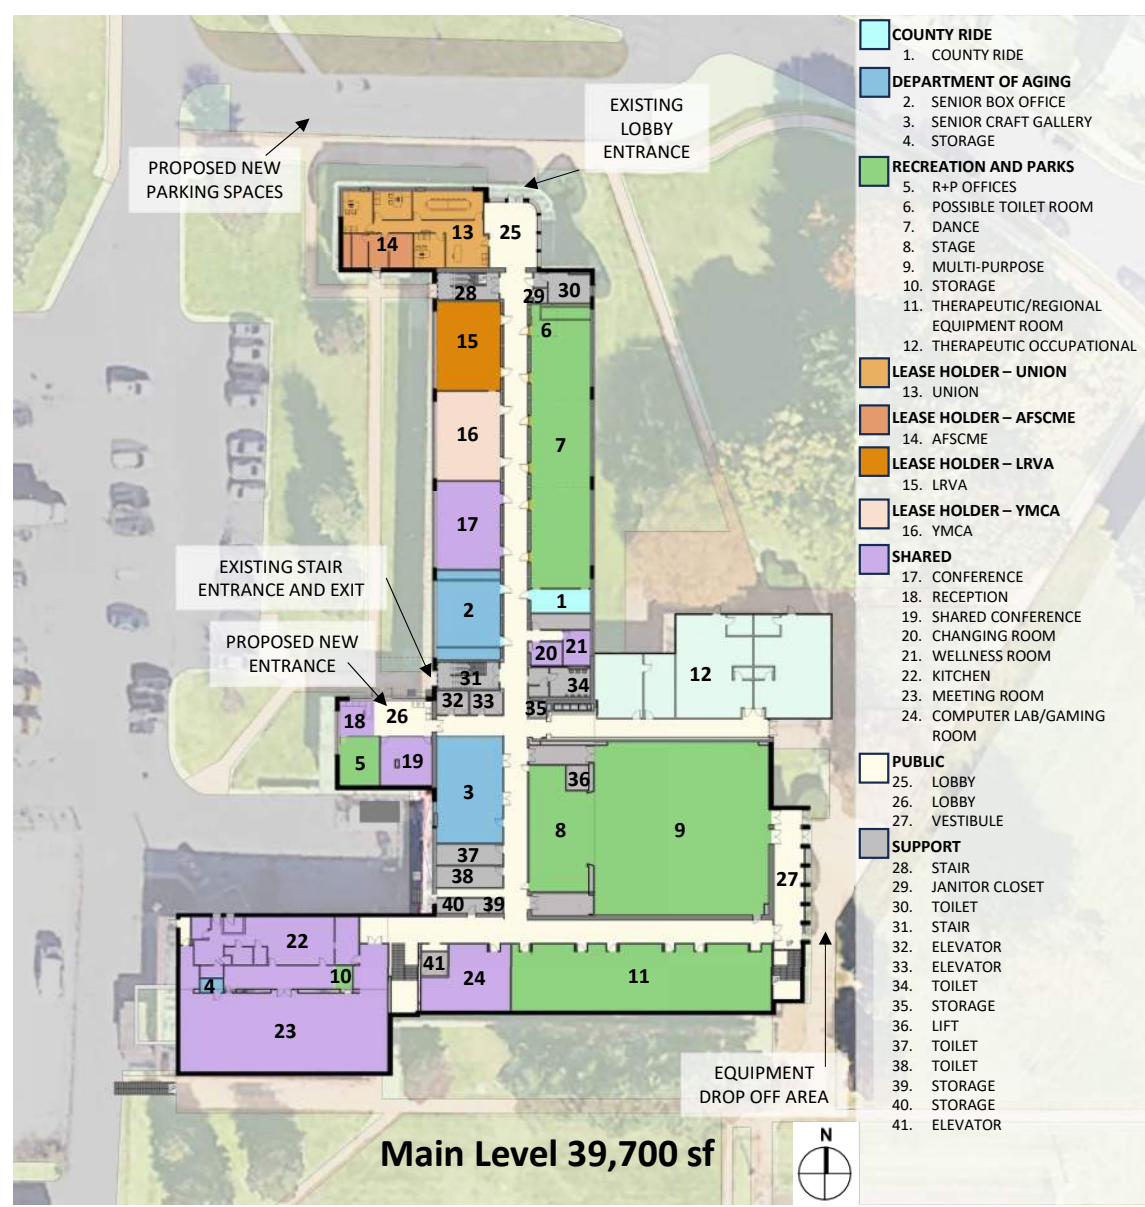 EXISTING
LOBBY
ENTRANCE
PROPOSED NEW
PARKING SPACES
13
14
25
28
29
30
6
15
16
7
17
EXISTING STAIR
ENTRANCE AND EXIT
2
1
PROPOSED NEW
ENTRANCE
20
21
31
34
12
32
33
35
18
26
5
19
3
36
8
9
37
38
27
40
39
22
41
24
11
10
4
23
EQUIPMENT
DROP OFF AREA
Main Level 39,700 sf
N
COUNTY RIDE
1. COUNTY RIDE
DEPARTMENT OF AGING
2. SENIOR BOX OFFICE
3. SENIOR CRAFT GALLERY
4. STORAGE
RECREATION AND PARKS
5. R+P OFFICES
6. POSSIBLE TOILET ROOM
7. DANCE
8. STAGE
9. MULTI-PURPOSE
10. STORAGE
11. THERAPEUTIC/REGIONAL
EQUIPMENT ROOM
12. THERAPEUTIC OCCUPATIONAL
LEASE HOLDER – UNION
13. UNION
LEASE HOLDER – AFSCME
14. AFSCME
LEASE HOLDER – LRVA
15. LRVA
LEASE HOLDER – YMCA
16. YMCA
SHARED
17. CONFERENCE
18. RECEPTION
19. SHARED CONFERENCE
20. CHANGING ROOM
21. WELLNESS ROOM
22. KITCHEN
23. MEETING ROOM
24. COMPUTER LAB/GAMING
ROOM
PUBLIC
25. LOBBY
26. LOBBY
27. VESTIBULE
SUPPORT
28. STAIR
29. JANITOR CLOSET
30. TOILET
31. STAIR
32. ELEVATOR
33. ELEVATOR
34. TOILET
35. STORAGE
36. LIFT
37. TOILET
38. TOILET
39. STORAGE
40. STORAGE
41. ELEVATOR